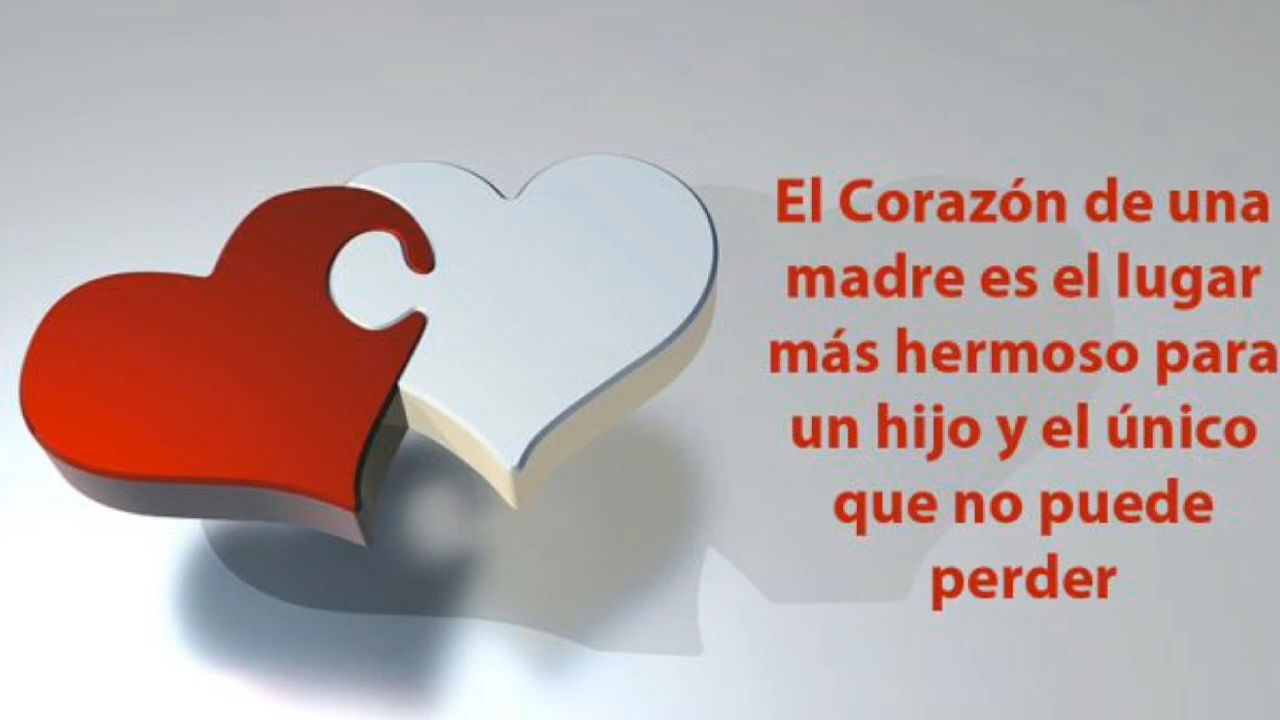 El Corazón de una
madre es el lugar
más hermoso para
un hijo y el único
que no puede
perder